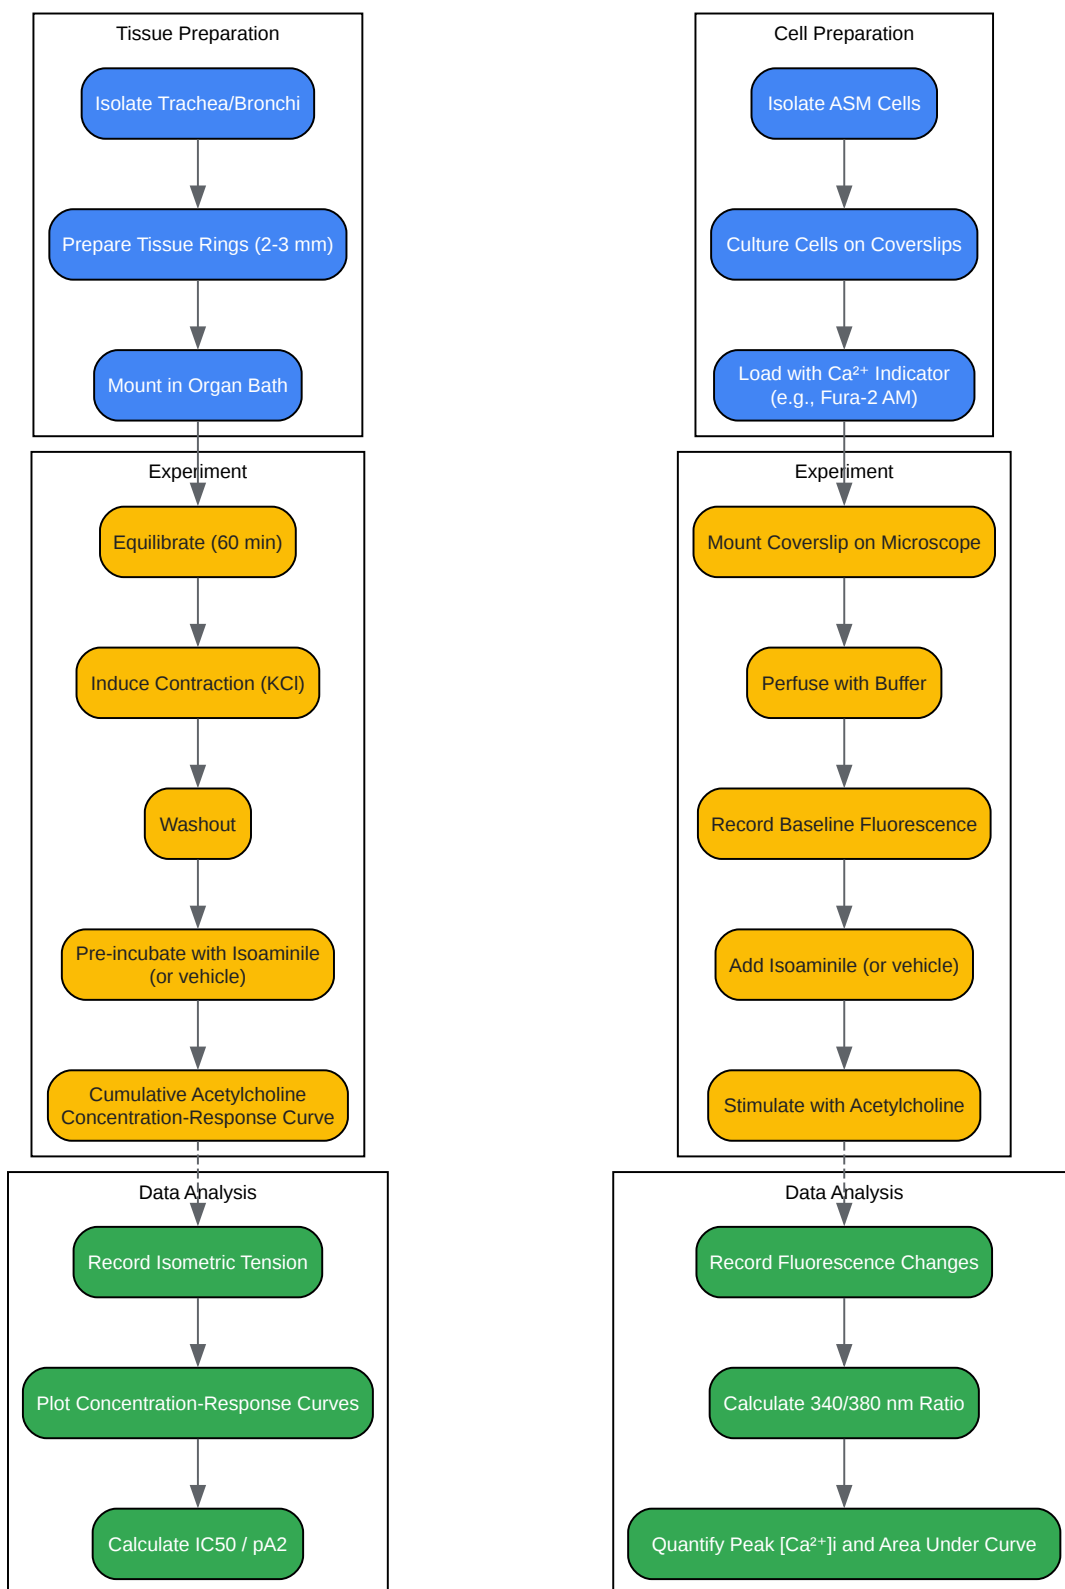 Tissue Preparation
Isolate Trachea/Bronchi
Prepare Tissue Rings (2-3 mm)
Mount in Organ Bath
Experiment
Equilibrate (60 min)
Induce Contraction (KCl)
Washout
Pre-incubate with Isoaminile
(or vehicle)
Cumulative Acetylcholine
Concentration-Response Curve
Data Analysis
Record Isometric Tension
Plot Concentration-Response Curves
Calculate IC50 / pA2
Cell Preparation
Isolate ASM Cells
Culture Cells on Coverslips
Load with Ca²⁺ Indicator
(e.g., Fura-2 AM)
Experiment
Mount Coverslip on Microscope
Perfuse with Buffer
Record Baseline Fluorescence
Add Isoaminile (or vehicle)
Stimulate with Acetylcholine
Data Analysis
Record Fluorescence Changes
Calculate 340/380 nm Ratio
Quantify Peak [Ca²⁺]i and Area Under Curve